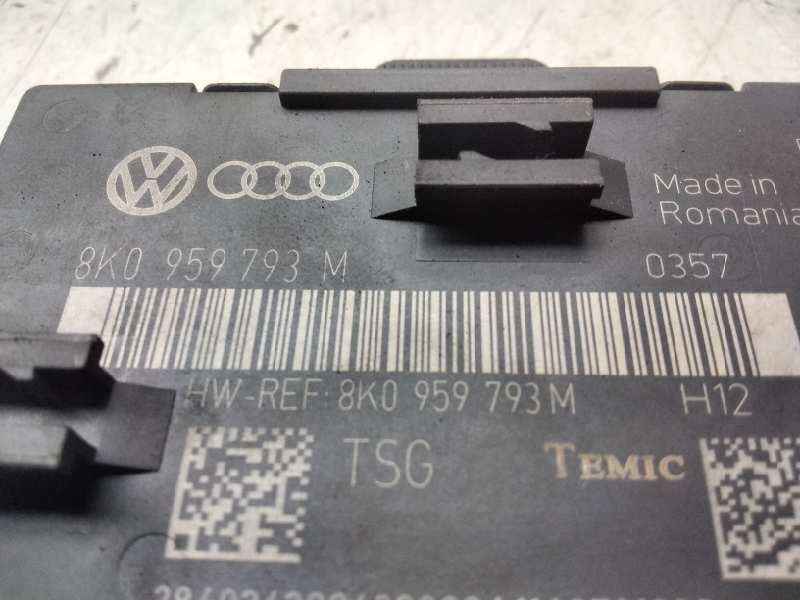 Made in
Romania
8K0 959 793 M
0357
HW-REF: 8K0 959 793 M
H12
TSG
TEMIC